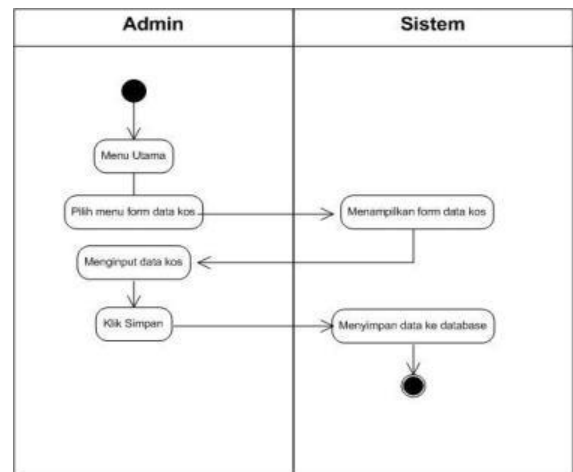 Admin
Sistem
Menu Utama
Pilih menu form data kos
Menampilkan form data kos
Menginput data kos
Klik Simpan
Menyimpan data ke database